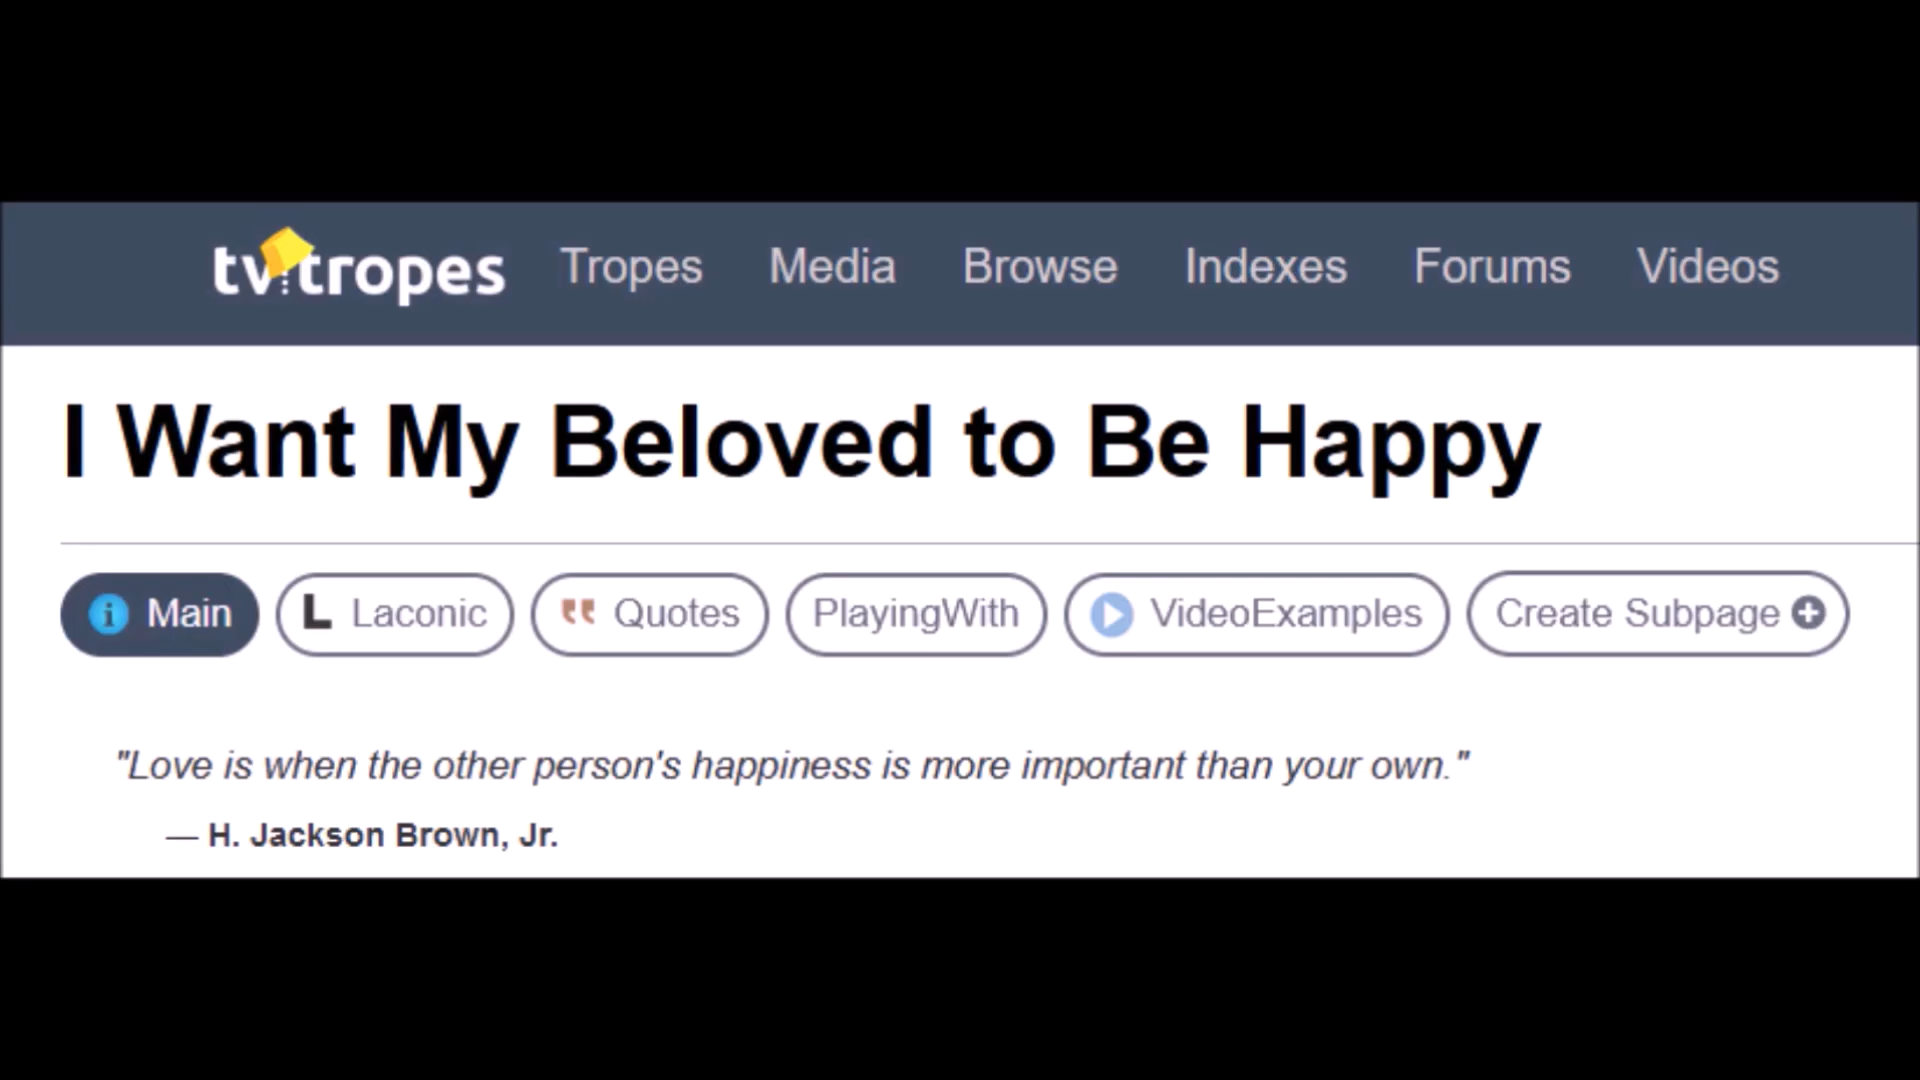 tvtropes Tropes Media Browse Indexes Forums Videos
I Want My Beloved to Be Happy
Main L Laconic Quotes PlayingWith VideoExamples Create Subpage
"Love is when the other person's happiness is more important than your own."
— H. Jackson Brown, Jr.